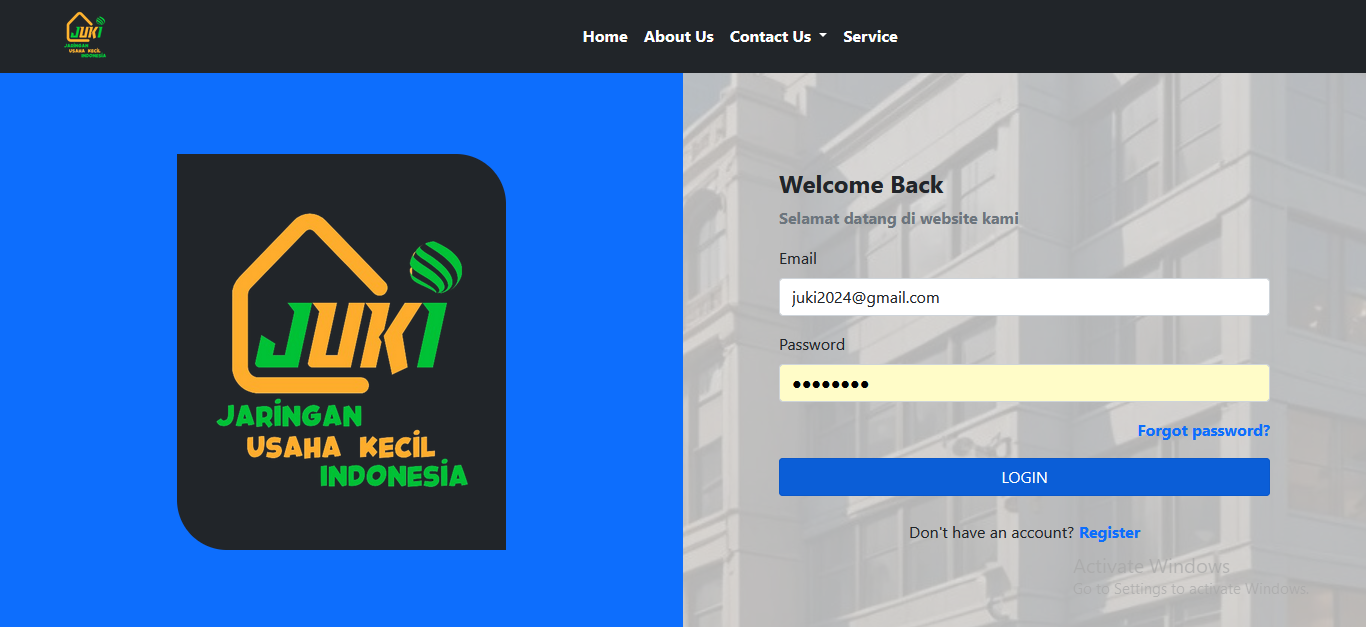 JUKI
JARINGAN
USAHA KECIL
INDONESIA
Home About Us Contact Us Service
JUKI
JARINGAN
USAHA KECIL
INDONESIA
Welcome Back
Selamat datang di website kami
Email
juki2024@gmail.com
Password
••••••••
Forgot password?
LOGIN
Don't have an account? Register
Activate Windows
Go to Settings to activate Windows.